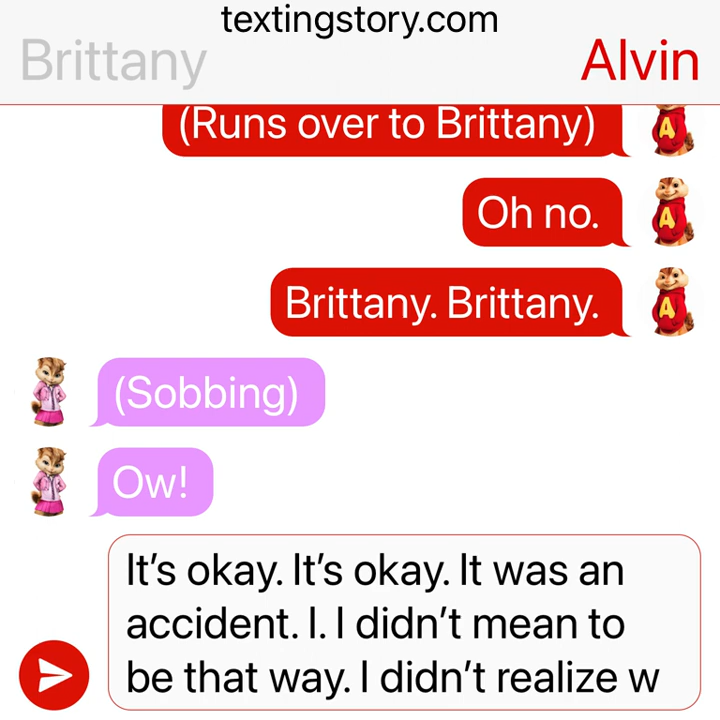 textingstory.com
Brittany
Alvin
(Runs over to Brittany)
A
Oh no.
A
Brittany. Brittany.
A
(Sobbing)
Ow!
It's okay. It's okay. It was an
accident. I. I didn't mean to
be that way. I didn't realize w